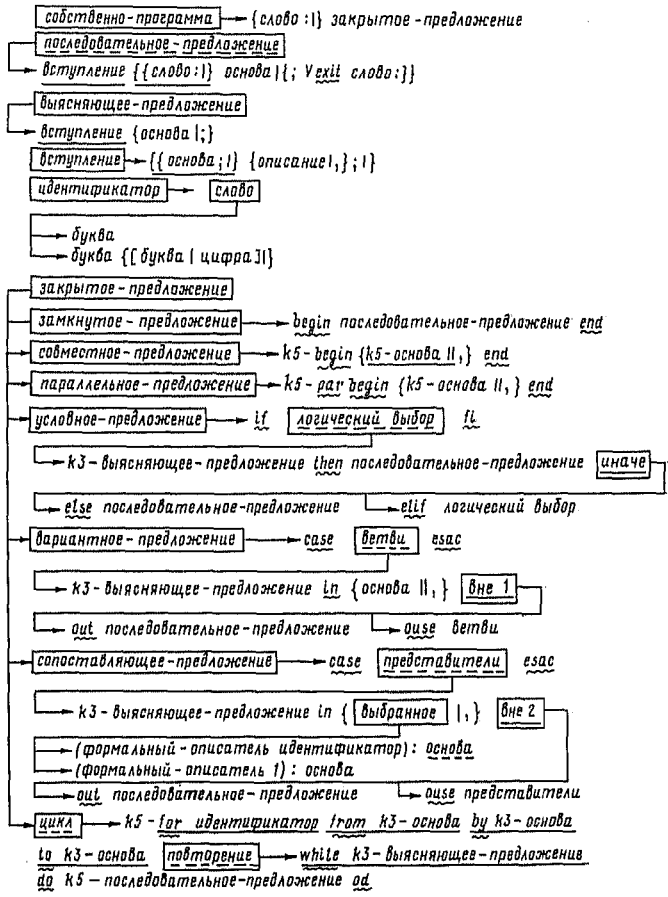 собственно-программа {слово:|} закрытое-предложение
последовательное-предложение
вступление {{слово:|} основа|{; V exit слово:}}
выясняющее-предложение
вступление {основа|;}
вступление {{основа;|} {описание|,};|}
идентификатор слово
буква
буква {[буква|цифра]|}
закрытое-предложение
замкнутое-предложение begin последовательное-предложение end
совместное-предложение k5-begin {k5-основа||,} end
параллельное-предложение k5-par begin {k5-основа||,} end
условное-предложение if логический выбор fi
k3-выясняющее-предложение then последовательное-предложение иначе
else последовательное-предложение elif логический выбор
вариантное-предложение case ветви esac
k3-выясняющее-предложение in {основа||,} вне 1
out последовательное-предложение ouse ветви
сопоставляющее-предложение case представители esac
k3-выясняющее-предложение in {выбранное|,} вне 2
(формальный-описатель идентификатор): основа
(формальный-описатель 1): основа
out последовательное-предложение ouse представители
цикл k5-for идентификатор from k3-основа by k3-основа
to k3-основа повторение while k3-выясняющее-предложение
do k5-последовательное-предложение od